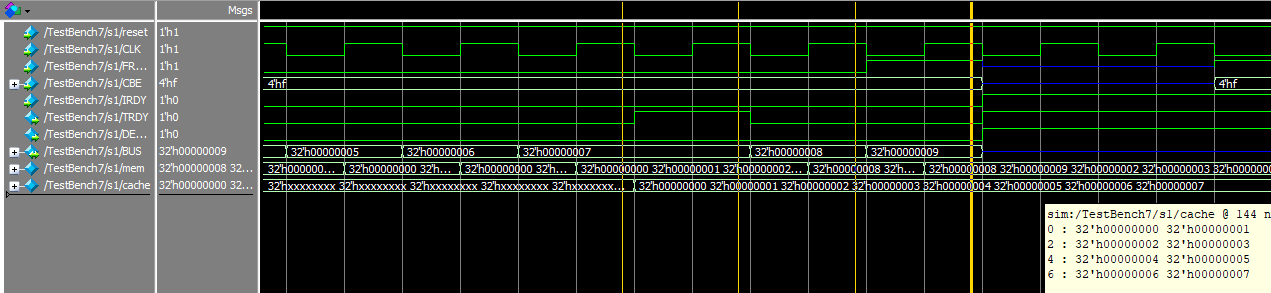 Msgs
/TestBench7/s1/reset 1'h1
/TestBench7/s1/CLK 1'h1
/TestBench7/s1/FR... 1'h1
/TestBench7/s1/CBE 4'hf 4'hf 4'hf
/TestBench7/s1/IRDY 1'h0
/TestBench7/s1/TRDY 1'h0
/TestBench7/s1/DE... 1'h0
/TestBench7/s1/BUS 32'h00000009 32'h00000005 32'h00000006 32'h00000007 32'h00000008 32'h00000009
/TestBench7/s1/mem 32'h00000008 32... 32'h000000... 32'h00000000 32'h... 32'h00000000 32'h... 32'h00000000 32'h00000001 32'h00000002... 32'h00000008 32'h... 32'h00000008 32'h00000009 32'h00000002 32'h00000003 32'h0000000
/TestBench7/s1/cache 32'h00000000 32... 32'hxxxxxxxx 32'hxxxxxxxx 32'hxxxxxxxx 32'hxxxxxxxx 32'hxxxxxxx... 32'h00000000 32'h00000001 32'h00000002 32'h00000003 32'h00000004 32'h00000005 32'h00000006 32'h00000007
sim:/TestBench7/s1/cache @ 144 n
0 : 32'h00000000 32'h00000001
2 : 32'h00000002 32'h00000003
4 : 32'h00000004 32'h00000005
6 : 32'h00000006 32'h00000007